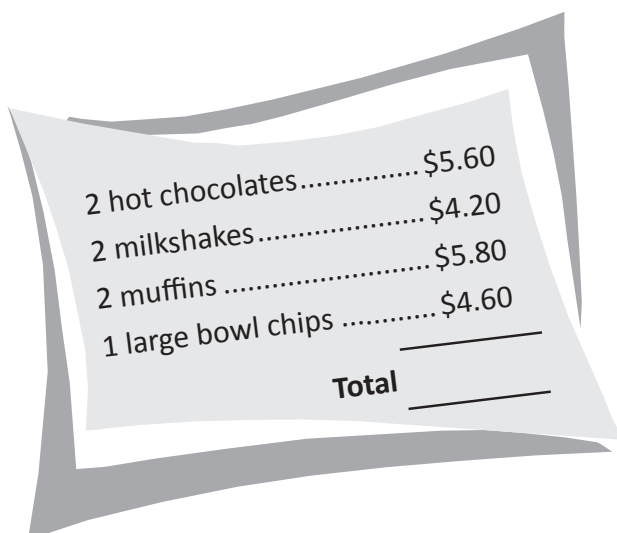 2 hot chocolates............... $5.60
2 milkshakes..................... $4.20
2 muffins .......................... $5.80
1 large bowl chips ............ $4.60
Total